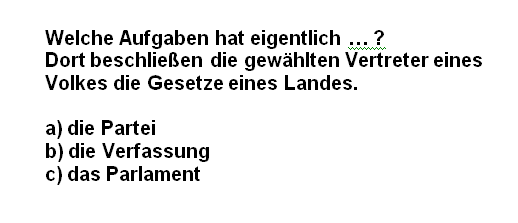 Welche Aufgaben hat eigentlich … ?
Dort beschließen die gewählten Vertreter eines
Volkes die Gesetze eines Landes.
a) die Partei
b) die Verfassung
c) das Parlament